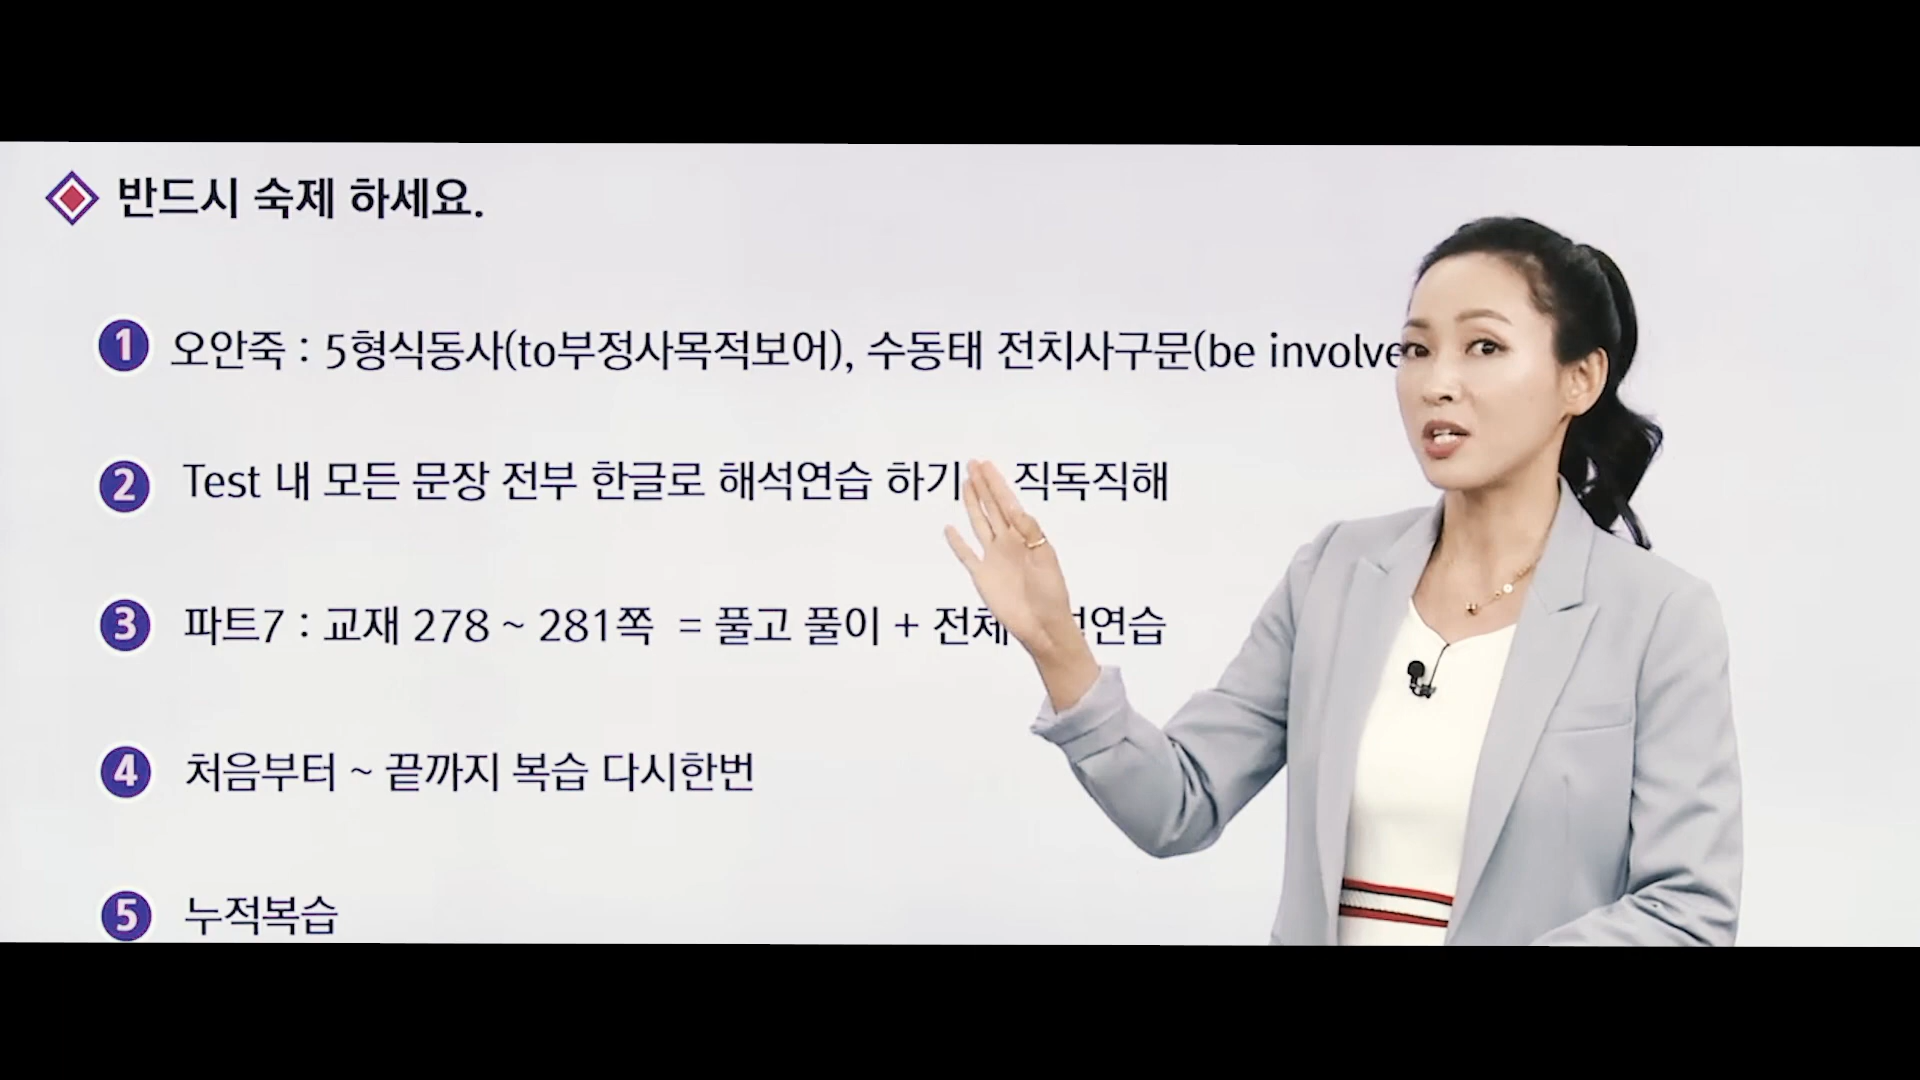 반드시 숙제 하세요.
1 오안죽 : 5형식동사(to부정사목적보어), 수동태 전치사구문(be
2 Test 내 모든 문장 전부 한글로 해석연습 하기 직독직해
3 파트7 : 교재 278 ~ 281쪽 = 풀고 풀이 + 전체
4 처음부터 ~ 끝까지 복습 다시한번
5 누적복습